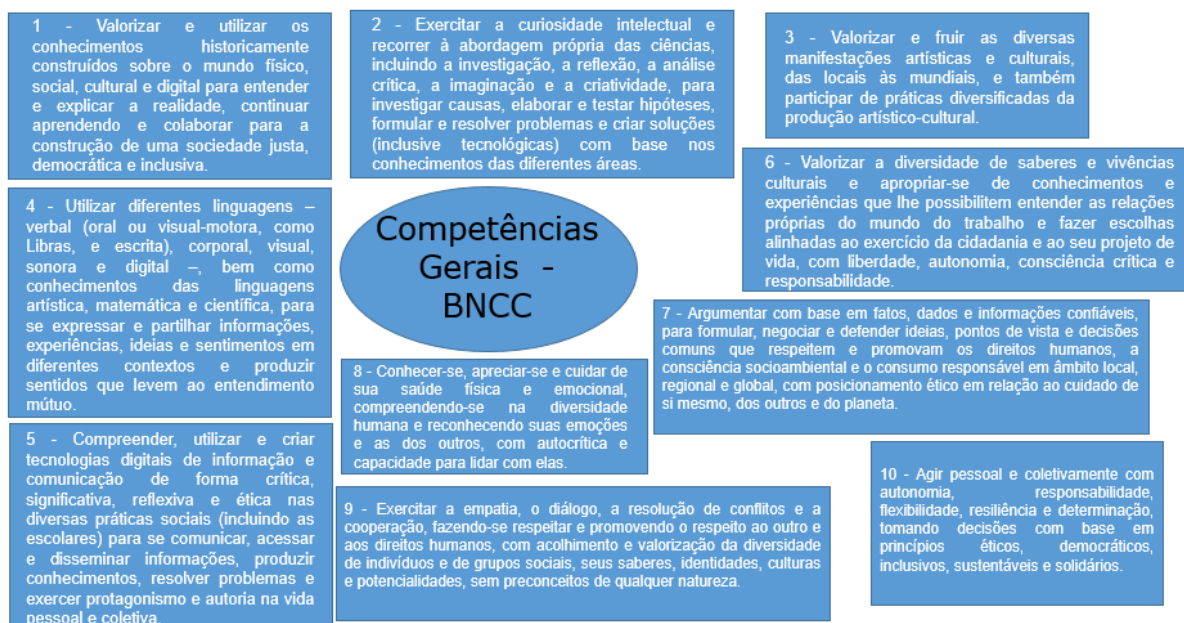 1 - Valorizar e utilizar os
conhecimentos historicamente
construídos sobre o mundo físico,
social, cultural e digital para entender
e explicar a realidade, continuar
aprendendo e colaborar para a
construção de uma sociedade justa,
democrática e inclusiva.
2 - Exercitar a curiosidade intelectual e
recorrer à abordagem própria das ciências,
incluindo a investigação, a reflexão, a análise
crítica, a imaginação e a criatividade, para
investigar causas, elaborar e testar hipóteses,
formular e resolver problemas e criar soluções
(inclusive tecnológicas) com base nos
conhecimentos das diferentes áreas.
3 - Valorizar e fruir as diversas
manifestações artísticas e culturais,
das locais às mundiais, e também
participar de práticas diversificadas da
produção artístico-cultural.
Competências
Gerais -
BNCC
4 - Utilizar diferentes linguagens –
verbal (oral ou visual-motora, como
Libras, e escrita), corporal, visual,
sonora e digital –, bem como
conhecimentos das linguagens
artística, matemática e científica, para
se expressar e partilhar informações,
experiências, ideias e sentimentos em
diferentes contextos e produzir
sentidos que levem ao entendimento
mútuo.
5 - Compreender, utilizar e criar
tecnologias digitais de informação e
comunicação de forma crítica,
significativa, reflexiva e ética nas
diversas práticas sociais (incluindo as
escolares) para se comunicar, acessar
e disseminar informações, produzir
conhecimentos, resolver problemas e
exercer protagonismo e autoria na vida
pessoal e coletiva.
6 - Valorizar a diversidade de saberes e vivências
culturais e apropriar-se de conhecimentos e
experiências que lhe possibilitem entender as relações
próprias do mundo do trabalho e fazer escolhas
alinhadas ao exercício da cidadania e ao seu projeto de
vida, com liberdade, autonomia, consciência crítica e
responsabilidade.
7 - Argumentar com base em fatos, dados e informações confiáveis,
para formular, negociar e defender ideias, pontos de vista e decisões
comuns que respeitem e promovam os direitos humanos, a
consciência socioambiental e o consumo responsável em âmbito local,
regional e global, com posicionamento ético em relação ao cuidado de
si mesmo, dos outros e do planeta.
8 - Conhecer-se, apreciar-se e cuidar de
sua saúde física e emocional,
compreendendo-se na diversidade
humana e reconhecendo suas emoções
e as dos outros, com autocrítica e
capacidade para lidar com elas.
9 - Exercitar a empatia, o diálogo, a resolução de conflitos e a
cooperação, fazendo-se respeitar e promovendo o respeito ao outro e
aos direitos humanos, com acolhimento e valorização da diversidade
de indivíduos e de grupos sociais, seus saberes, identidades, culturas
e potencialidades, sem preconceitos de qualquer natureza.
10 - Agir pessoal e coletivamente com
autonomia, responsabilidade,
flexibilidade, resiliência e determinação,
tomando decisões com base em
princípios éticos, democráticos,
inclusivos, sustentáveis e solidários.